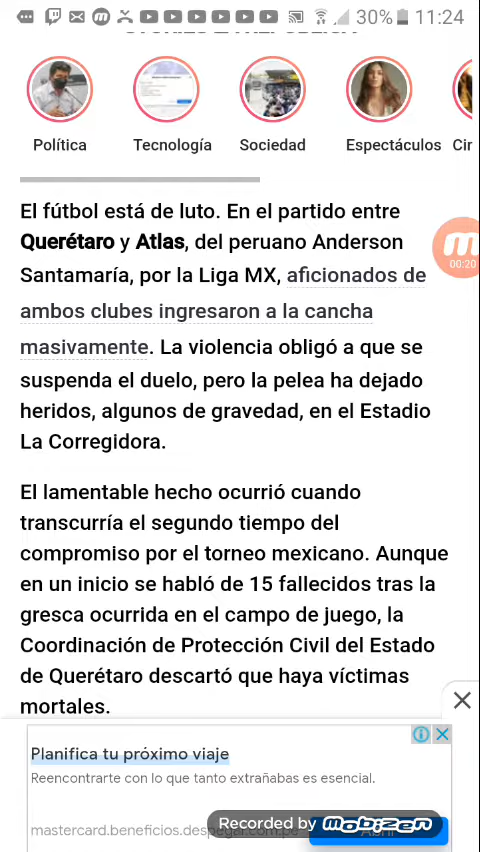 30% 11:24
Política Tecnología Sociedad Espectáculos Cir
El fútbol está de luto. En el partido entre
Querétaro y Atlas, del peruano Anderson
Santamaría, por la Liga MX, aficionados de
ambos clubes ingresaron a la cancha
masivamente. La violencia obligó a que se
suspenda el duelo, pero la pelea ha dejado
heridos, algunos de gravedad, en el Estadio
La Corregidora.
00:20
El lamentable hecho ocurrió cuando
transcurría el segundo tiempo del
compromiso por el torneo mexicano. Aunque
en un inicio se habló de 15 fallecidos tras la
gresca ocurrida en el campo de juego, la
Coordinación de Protección Civil del Estado
de Querétaro descartó que haya víctimas
mortales.
Planifica tu próximo viaje
Reencontrarte con lo que tanto extrañabas es esencial.
mastercard.beneficios.despegar.com.pe
Recorded by mobizen
Abrir